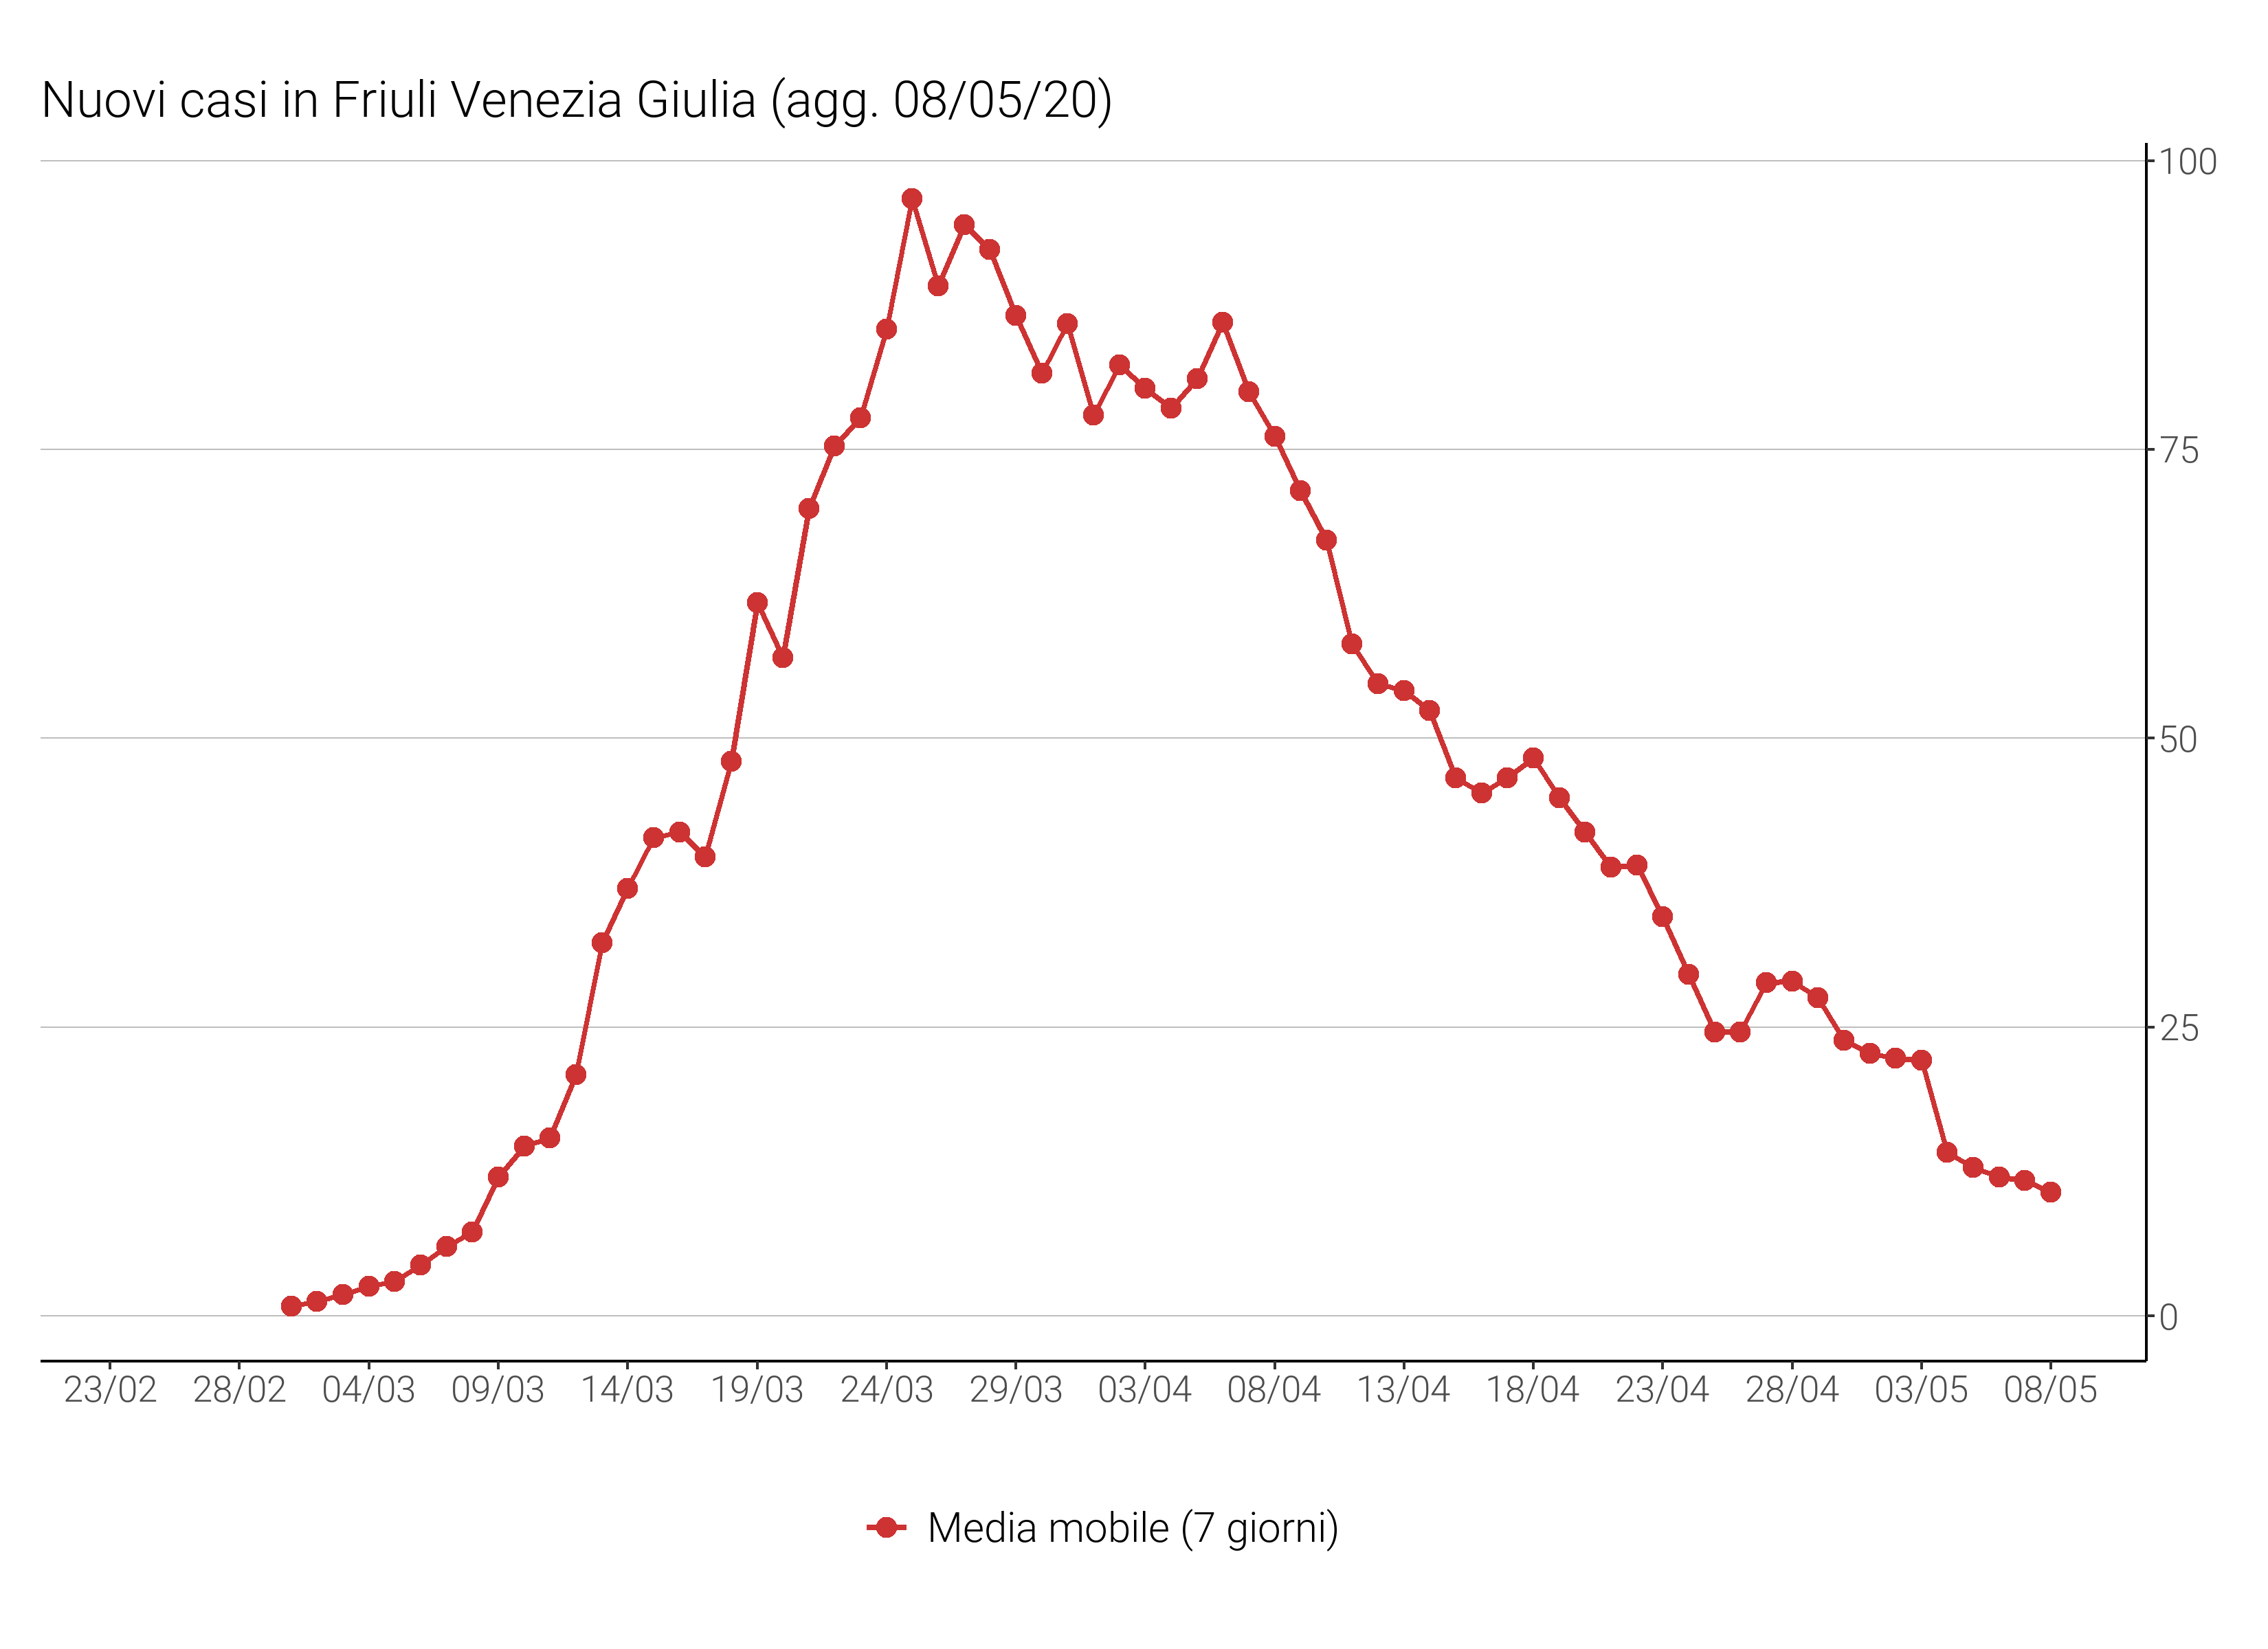 Nuovi casi in Friuli Venezia Giulia (agg. 08/05/20)
100
75
50
25
0
23/02 28/02 04/03 09/03 14/03 19/03 24/03 29/03 03/04 08/04 13/04 18/04 23/04 28/04 03/05 08/05
Media mobile (7 giorni)